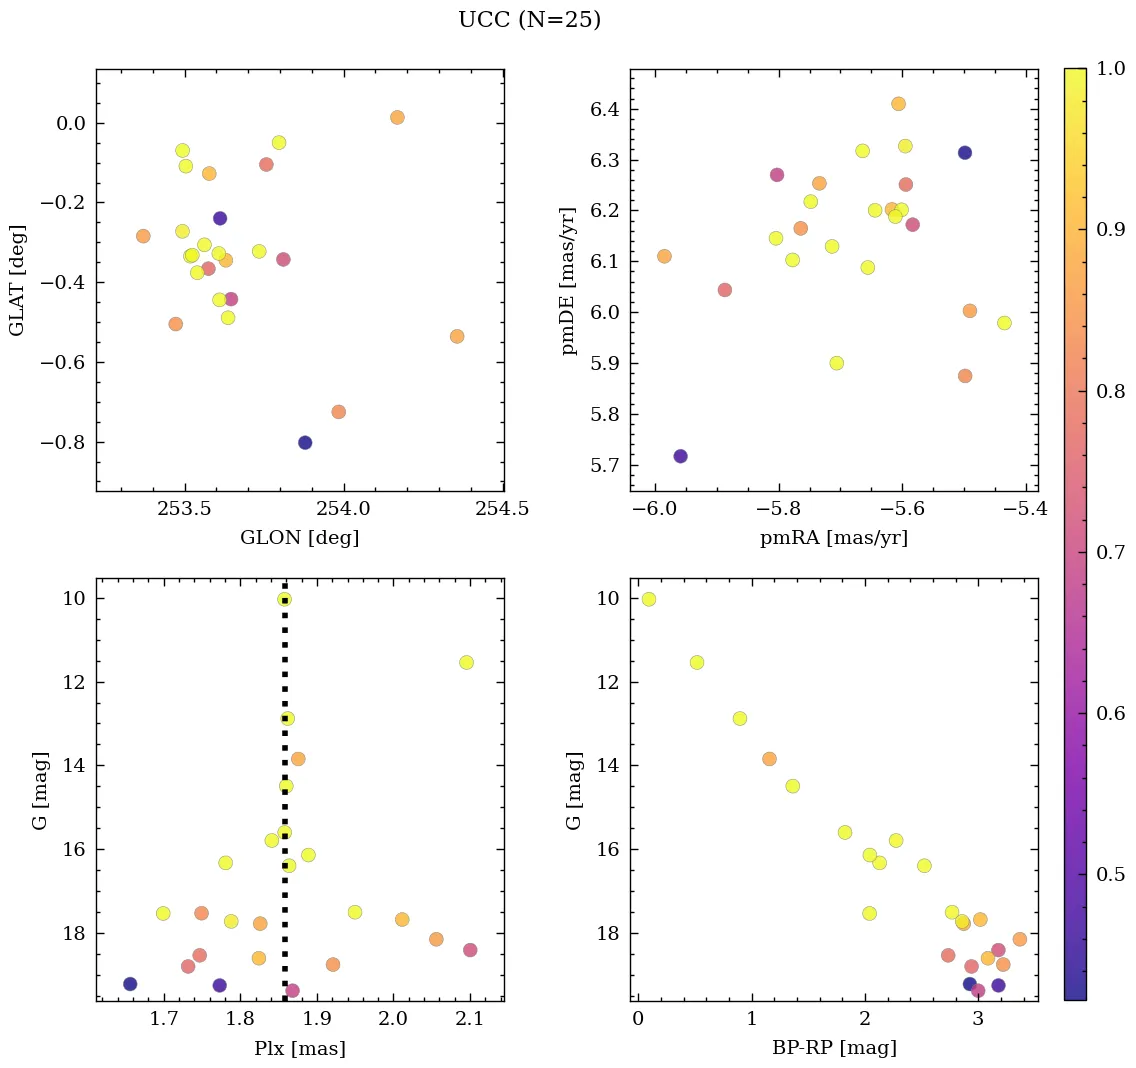 UCC (N=25)
0.0
−0.2
−0.4
−0.6
−0.8
GLAT [deg]
253.5 254.0 254.5
GLON [deg]
6.4
6.3
6.2
6.1
6.0
5.9
5.8
5.7
pmDE [mas/yr]
−6.0 −5.8 −5.6 −5.4
pmRA [mas/yr]
1.0
0.9
0.8
0.7
0.6
0.5
10
12
14
16
18
G [mag]
1.7 1.8 1.9 2.0 2.1
Plx [mas]
10
12
14
16
18
G [mag]
0 1 2 3
BP-RP [mag]